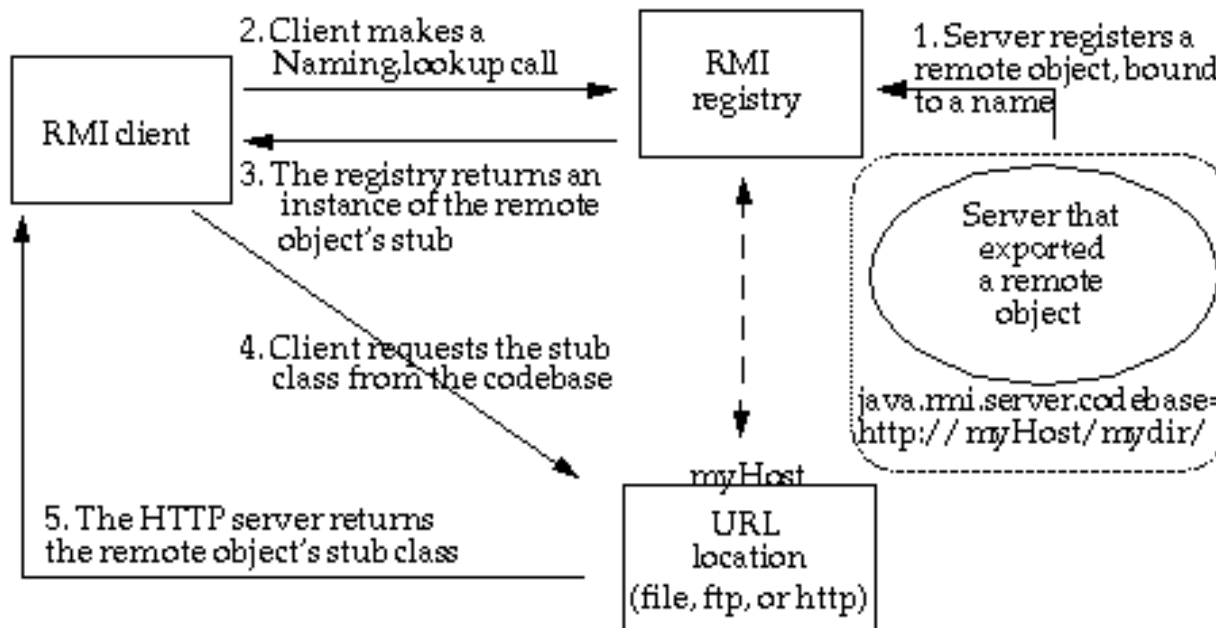 2. Client makes a
Naming.lookup call
RMI
registry
1. Server registers a
remote object, bound
to a name
RMI client
3. The registry returns an
instance of the remote
object's stub
Server that
exported
a remote
object
4. Client requests the stub
class from the codebase
java.rmi.server.codebase=
http://myHost/mydir/
myHost
URL
location
(file, ftp, or http)
5. The HTTP server returns
the remote object's stub class